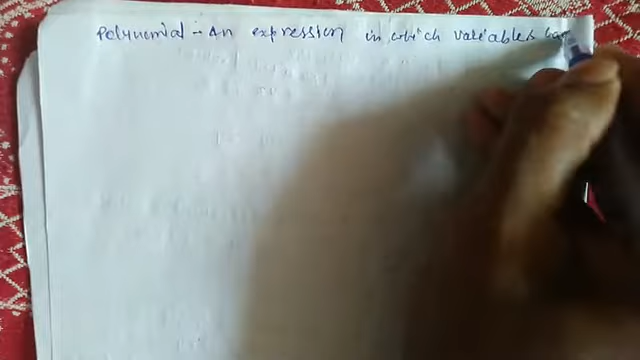 Polynomial - An expression in which variables